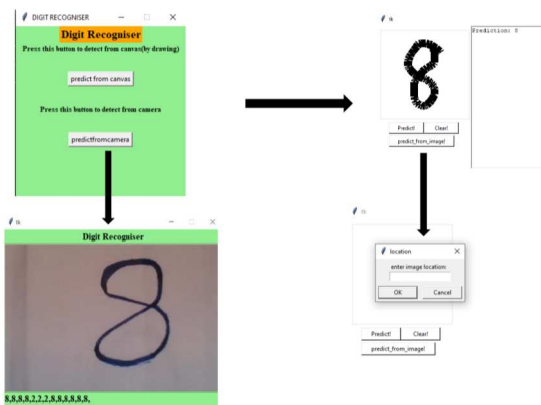 DIGIT RECOGNISER
Digit Recogniser
Press this button to detect from canvas(by drawing)
predict from canvas
Press this button to detect from camera
predictfromcamera
tk
8
Prediction: 8
Predict! Clear!
predict_from_image!
tk
Digit Recogniser
8
8,8,8,8,2,2,2,8,8,8,8,8,8,
tk
location
enter image location:
OK Cancel
Predict! Clear!
predict_from_image!